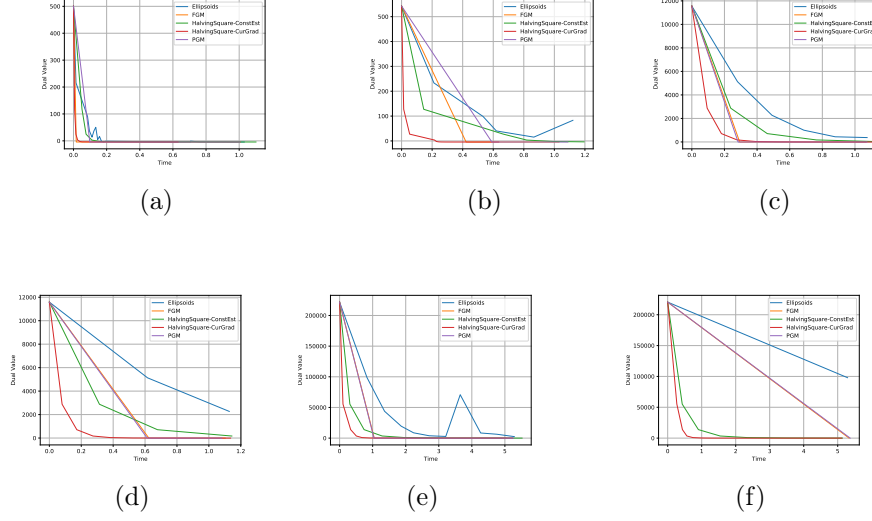 500
400
300
200
100
0
Dual Value
0.0 0.2 0.4 0.6 0.8 1.0
Time
Ellipsoids
FGM
HalvingSquare-ConstEst
HalvingSquare-CurGrad
PGM
(a)
500
400
300
200
100
0
Dual Value
0.0 0.2 0.4 0.6 0.8 1.0 1.2
Time
Ellipsoids
FGM
HalvingSquare-ConstEst
HalvingSquare-CurGrad
PGM
(b)
12000
10000
8000
6000
4000
2000
0
Dual Value
0.0 0.2 0.4 0.6 0.8 1.0
Time
Ellipsoids
FGM
HalvingSquare-ConstEst
HalvingSquare-CurGrad
PGM
(c)
12000
10000
8000
6000
4000
2000
0
Dual Value
0.0 0.2 0.4 0.6 0.8 1.0 1.2
Time
Ellipsoids
FGM
HalvingSquare-ConstEst
HalvingSquare-CurGrad
PGM
(d)
200000
150000
100000
50000
0
Dual Value
0 1 2 3 4 5
Time
Ellipsoids
FGM
HalvingSquare-ConstEst
HalvingSquare-CurGrad
PGM
(e)
200000
150000
100000
50000
0
Dual Value
0 1 2 3 4 5
Time
Ellipsoids
FGM
HalvingSquare-ConstEst
HalvingSquare-CurGrad
PGM
(f)